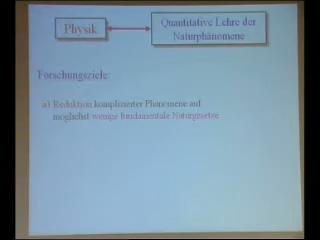 Physik
Quantitative Lehre der
Naturphänomene
Forschungsziele:
a) Reduktion komplizierter Phänomene auf
möglichst wenige fundamentale Naturgesetze